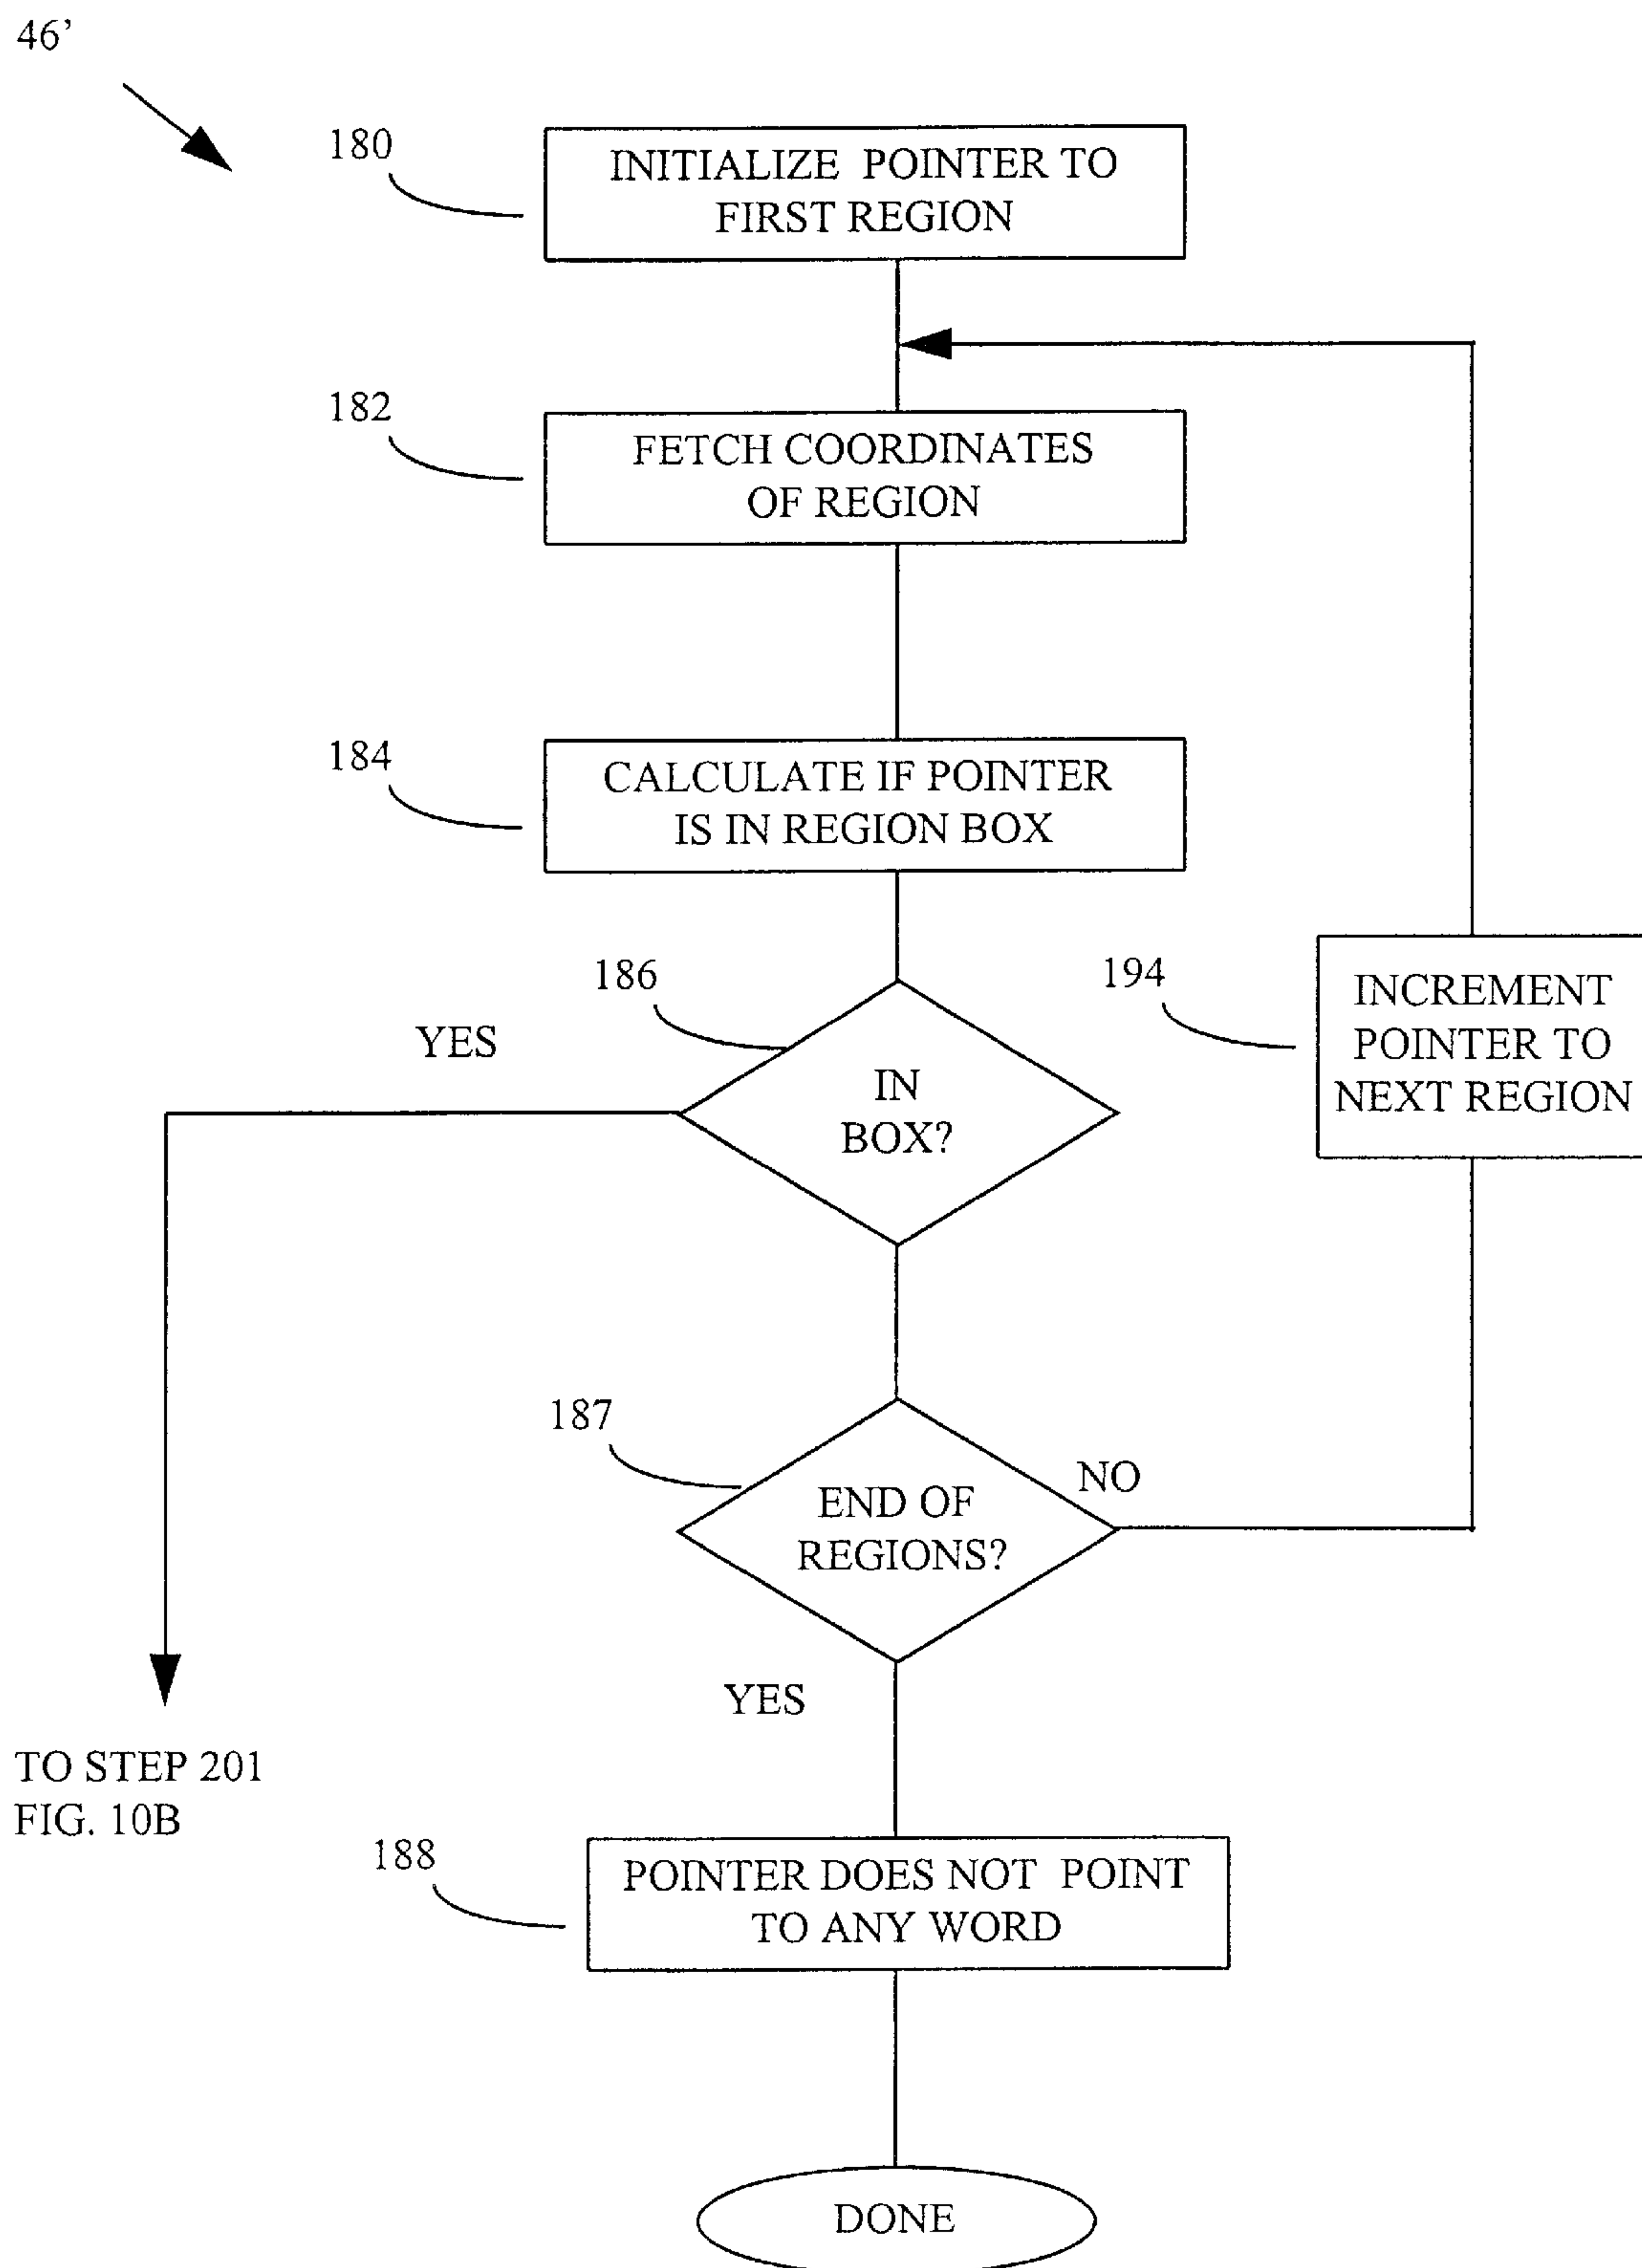 46’
180
INITIALIZE POINTER TO
FIRST REGION
182
FETCH COORDINATES
OF REGION
184
CALCULATE IF POINTER
IS IN REGION BOX
186
194
INCREMENT
POINTER TO
NEXT REGION
YES
IN
BOX?
187
NO
END OF
REGIONS?
YES
TO STEP 201
FIG. 10B
188
POINTER DOES NOT POINT
TO ANY WORD
DONE